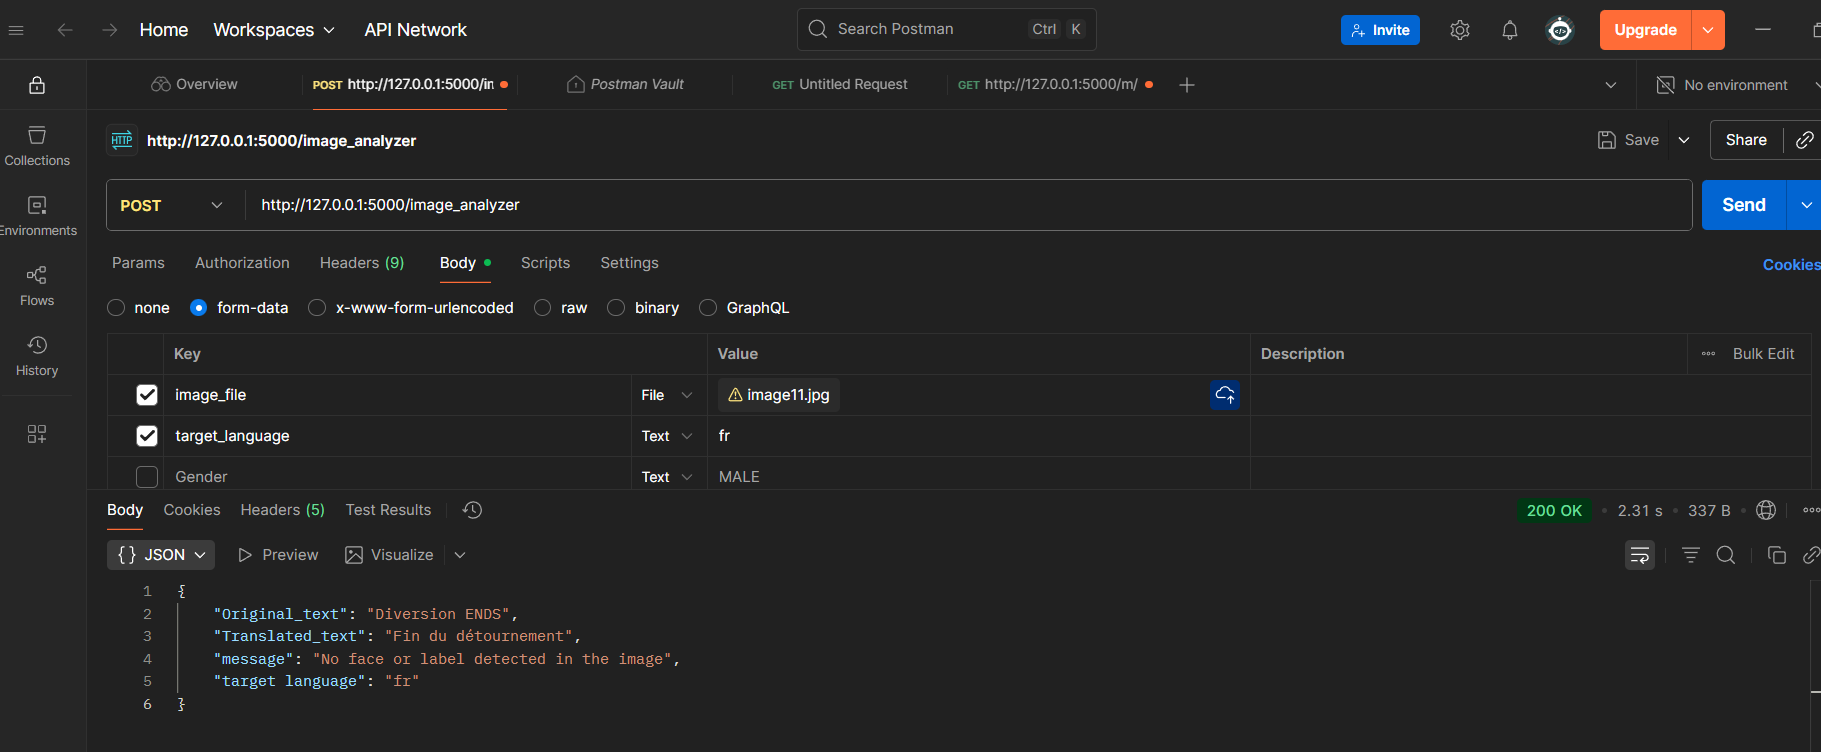 Home
Workspaces
API Network
Search Postman
Ctrl
K
Invite
Upgrade
Overview
POST http://127.0.0.1:5000/in
Postman Vault
GET Untitled Request
GET http://127.0.0.1:5000/m/
No environment
Collections
Environments
Flows
History
HTTP
http://127.0.0.1:5000/image_analyzer
Save
Share
POST
http://127.0.0.1:5000/image_analyzer
Send
Params
Authorization
Headers (9)
Body
Scripts
Settings
Cookies
none
form-data
x-www-form-urlencoded
raw
binary
GraphQL
Key
Value
Description
Bulk Edit
image_file
File
image11.jpg
target_language
Text
fr
Gender
Text
MALE
Body
Cookies
Headers (5)
Test Results
200 OK
2.31 s
337 B
{} JSON
Preview
Visualize
1 {
2 "Original_text": "Diversion ENDS",
3 "Translated_text": "Fin du détournement",
4 "message": "No face or label detected in the image",
5 "target language": "fr"
6 }